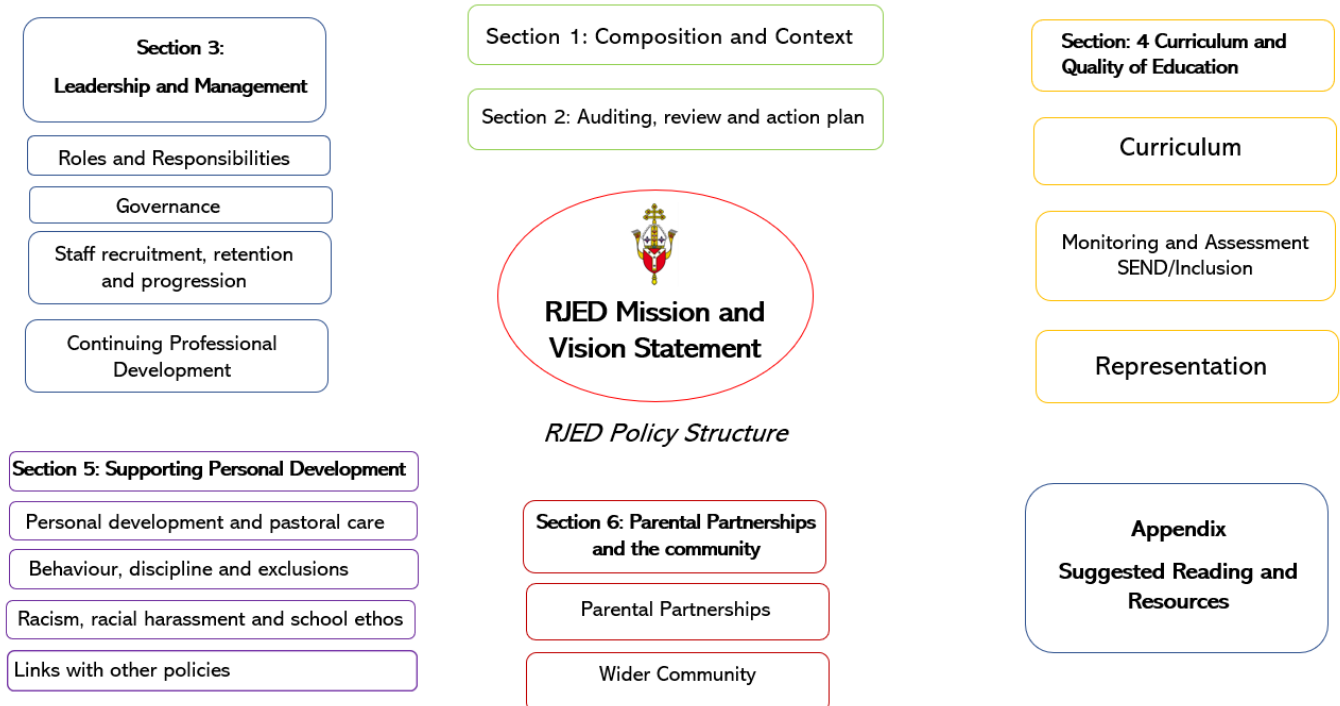 Section 3:
Leadership and Management
Roles and Responsibilities
Governance
Staff recruitment, retention
and progression
Continuing Professional
Development
Section 1: Composition and Context
Section 2: Auditing, review and action plan
RJED Mission and
Vision Statement
RJED Policy Structure
Section: 4 Curriculum and
Quality of Education
Curriculum
Monitoring and Assessment
SEND/Inclusion
Representation
Section 5: Supporting Personal Development
Personal development and pastoral care
Behaviour, discipline and exclusions
Racism, racial harassment and school ethos
Links with other policies
Section 6: Parental Partnerships
and the community
Parental Partnerships
Wider Community
Appendix
Suggested Reading and
Resources